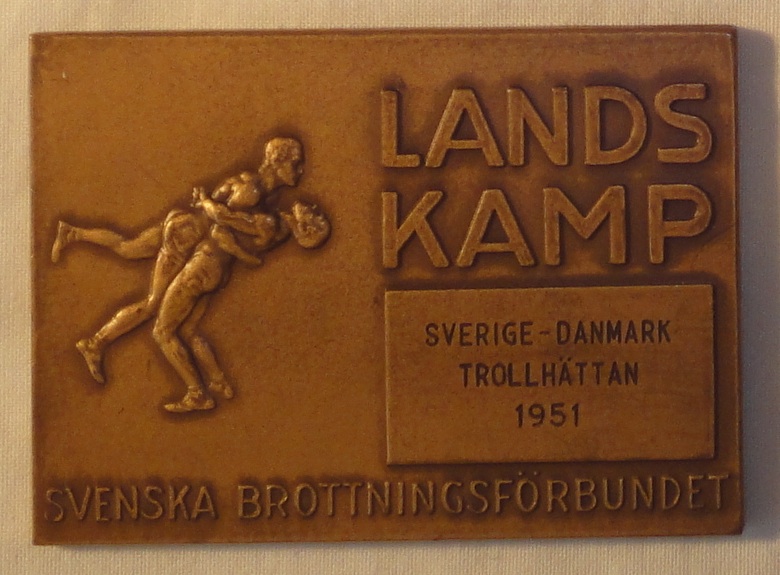 LANDS
KAMP
SVERIGE-DANMARK
TROLLHÄTTAN
1951
SVENSKA BROTTNINGSFÖRBUNDET